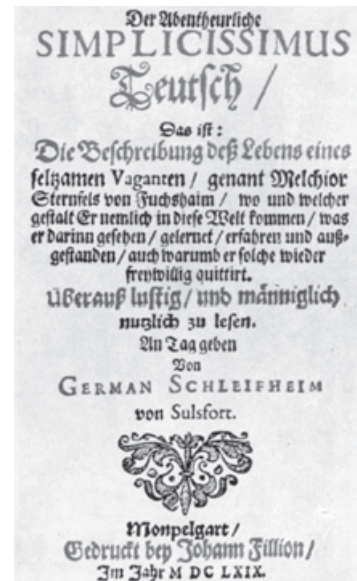 Der Abentheurliche
SIMPLICISSIMUS
Teutsch /
Das ist:
Die Beschreibung deß Lebens eines
seltzamen Vaganten / genant Melchior
Sternfels von Fuchshaim / wo und welcher
gestalt Er nemlich in diese Welt kommen / was
er darinn gesehen / gelernet / erfahren und auß-
gestanden / auch warumb er solche wieder
freywillig quittirt.
Überauß lustig / und männiglich
nutzlich zu lesen.
An Tag geben
Von
GERMAN SCHLEIFHEIM
von Sulsfort.
Monpelgart /
Gedruckt bey Johann Fillion /
Im Jahr M DC LXIX.